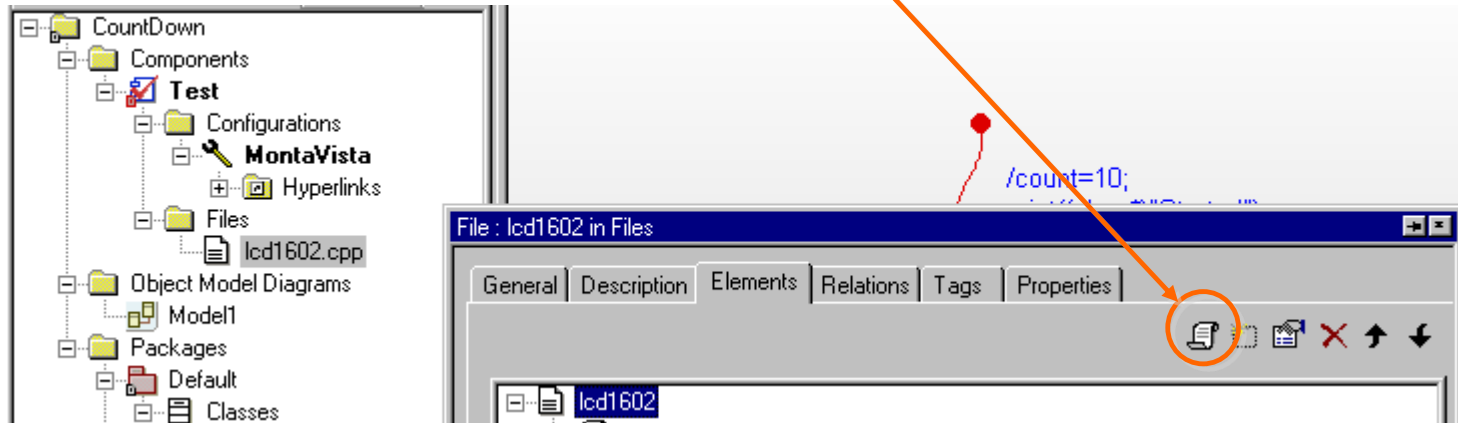 CountDown
Components
Test
Configurations
MontaVista
Hyperlinks
Files
lcd1602.cpp
Object Model Diagrams
Model1
Packages
Default
Classes
/count=10;
File : lcd1602 in Files
General Description Elements Relations Tags Properties
lcd1602